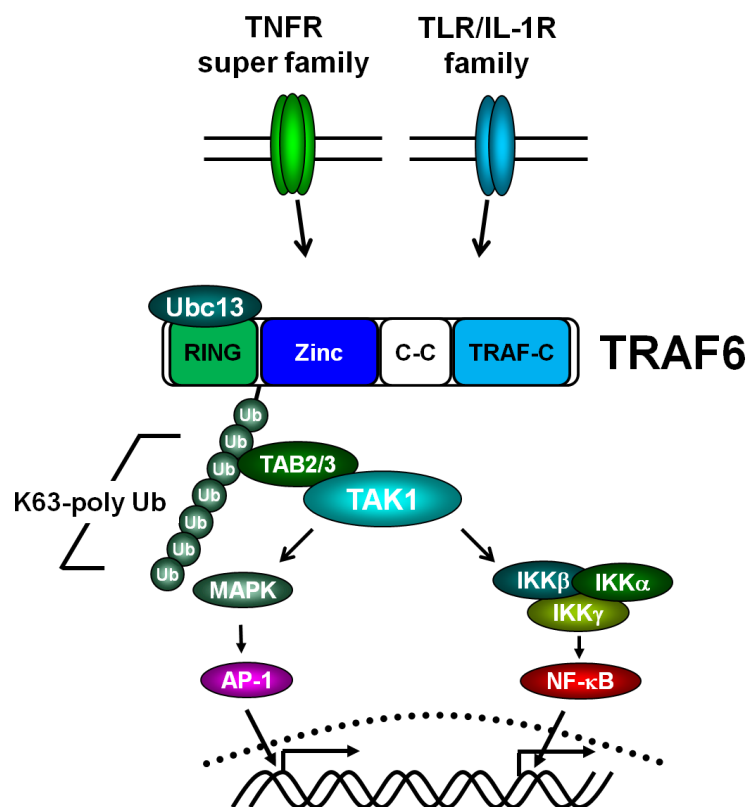 TNFR
super family
TLR/IL-1R
family
Ubc13
RING
Zinc
C-C
TRAF-C
TRAF6
Ub
Ub
Ub
Ub
Ub
Ub
Ub
K63-poly Ub
TAB2/3
TAK1
MAPK
IKKβ
IKKα
IKKγ
AP-1
NF-κB